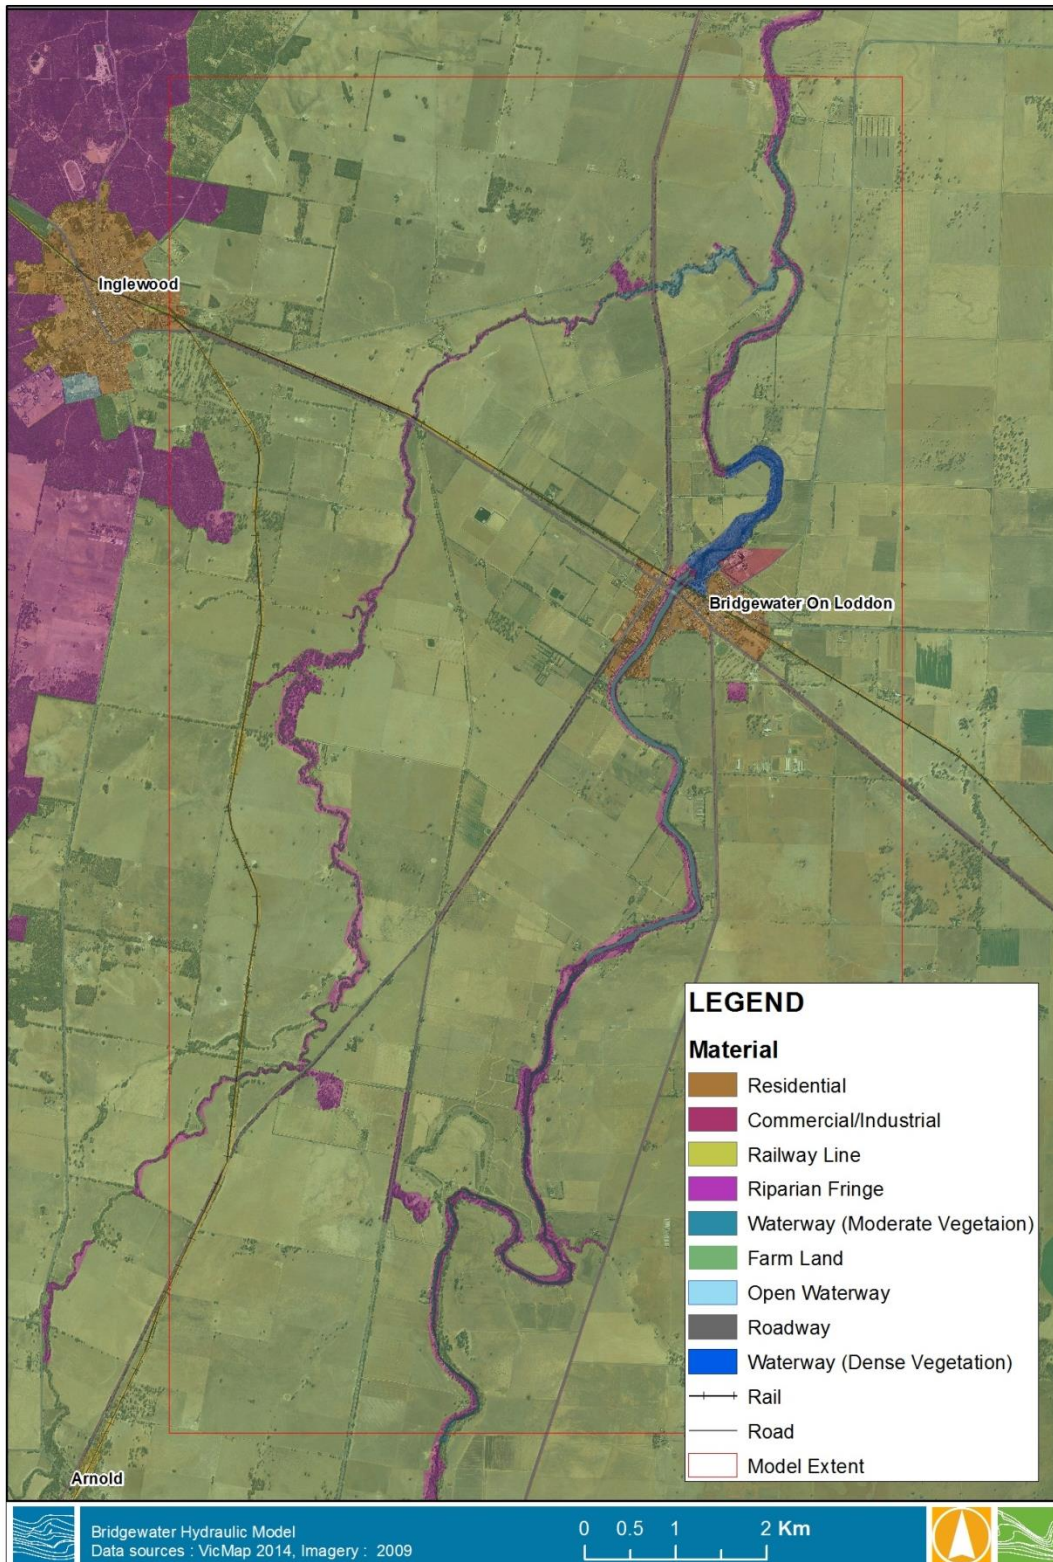 Inglewood
Bridgewater On Loddon
Arnold
LEGEND
Material
Residential
Commercial/Industrial
Railway Line
Riparian Fringe
Waterway (Moderate Vegetaion)
Farm Land
Open Waterway
Roadway
Waterway (Dense Vegetation)
Rail
Road
Model Extent
Bridgewater Hydraulic Model
Data sources : VicMap 2014, Imagery : 2009
0 0.5 1 2 Km